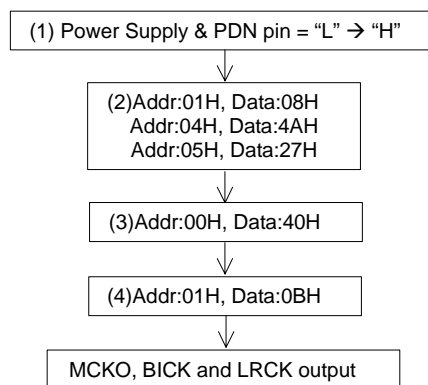 (1) Power Supply & PDN pin = “L” → “H”
(2)Addr:01H, Data:08H
Addr:04H, Data:4AH
Addr:05H, Data:27H
(3)Addr:00H, Data:40H
(4)Addr:01H, Data:0BH
MCKO, BICK and LRCK output